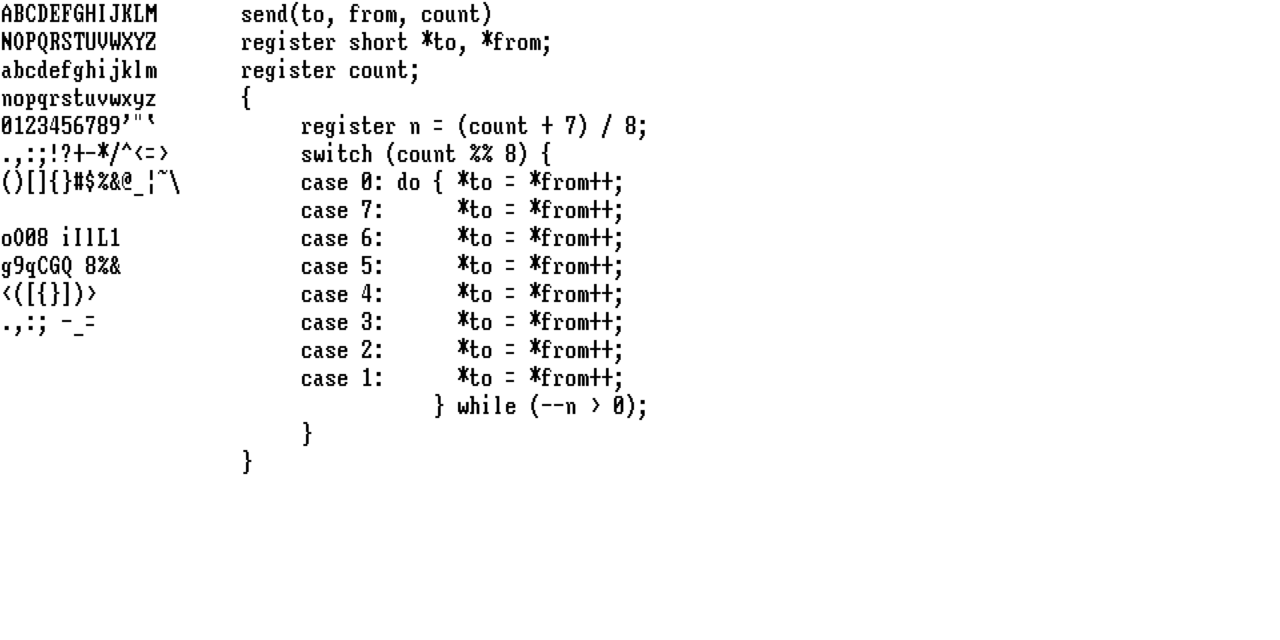 ABCDEFGHIJKLM       send(to, from, count)
NOPQRSTUVWXYZ       register short *to, *from;
abcdefghijklm       register count;
nopqrstuvwxyz       {
0123456789'"‛            register n = (count + 7) / 8;
.,:;!?+-*/^<=>           switch (count %% 8) {
()[]{}#$%&@_¦~\          case 0: do { *to = *from++;
                         case 7:      *to = *from++;
oO08 iIlL1               case 6:      *to = *from++;
g9qCGQ 8%&               case 5:      *to = *from++;
<([{}])>                 case 4:      *to = *from++;
.,:; -_=                 case 3:      *to = *from++;
                         case 2:      *to = *from++;
                         case 1:      *to = *from++;
                                    } while (--n > 0);
                         }
                    }